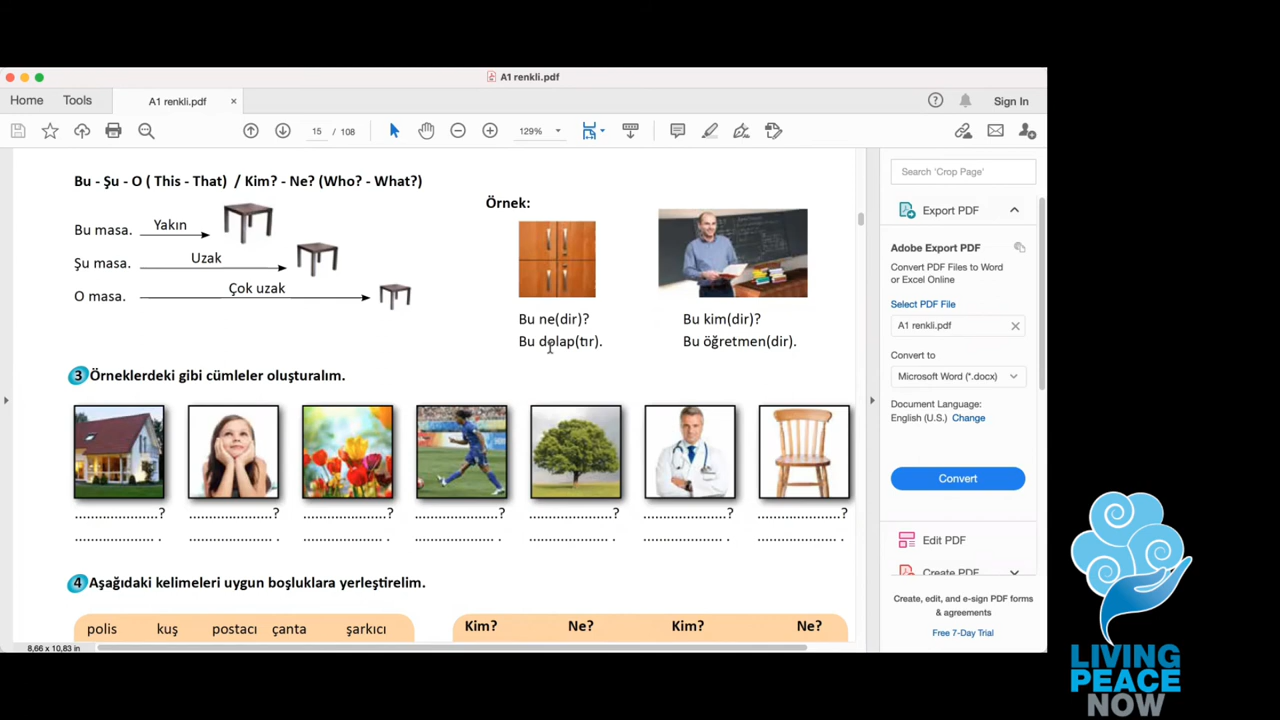 A1 renkli.pdf
Home Tools A1 renkli.pdf × Sign In
15 / 108 129%
Bu - Şu - O ( This - That) / Kim? - Ne? (Who? - What?)
Bu masa. Yakın
Şu masa. Uzak
O masa. Çok uzak
Örnek:
Bu ne(dir)?
Bu dolap(tır).
Bu kim(dir)?
Bu öğretmen(dir).
3 Örneklerdeki gibi cümleler oluşturalım.
.....................? .....................? .....................? .....................? .....................? .....................? .....................?
.................... . .................... . .................... . .................... . .................... . .................... . .................... .
4 Aşağıdaki kelimeleri uygun boşluklara yerleştirelim.
polis kuş postacı çanta şarkıcı
Kim? Ne? Kim? Ne?
8,66 x 10,83 in
Search 'Crop Page'
Export PDF
Adobe Export PDF
Convert PDF Files to Word
or Excel Online
Select PDF File
A1 renkli.pdf
Convert to
Microsoft Word (*.docx)
Document Language:
English (U.S.) Change
Convert
Edit PDF
Create PDF
Create, edit, and e-sign PDF forms
& agreements
Free 7-Day Trial
LIVING
PEACE
NOW